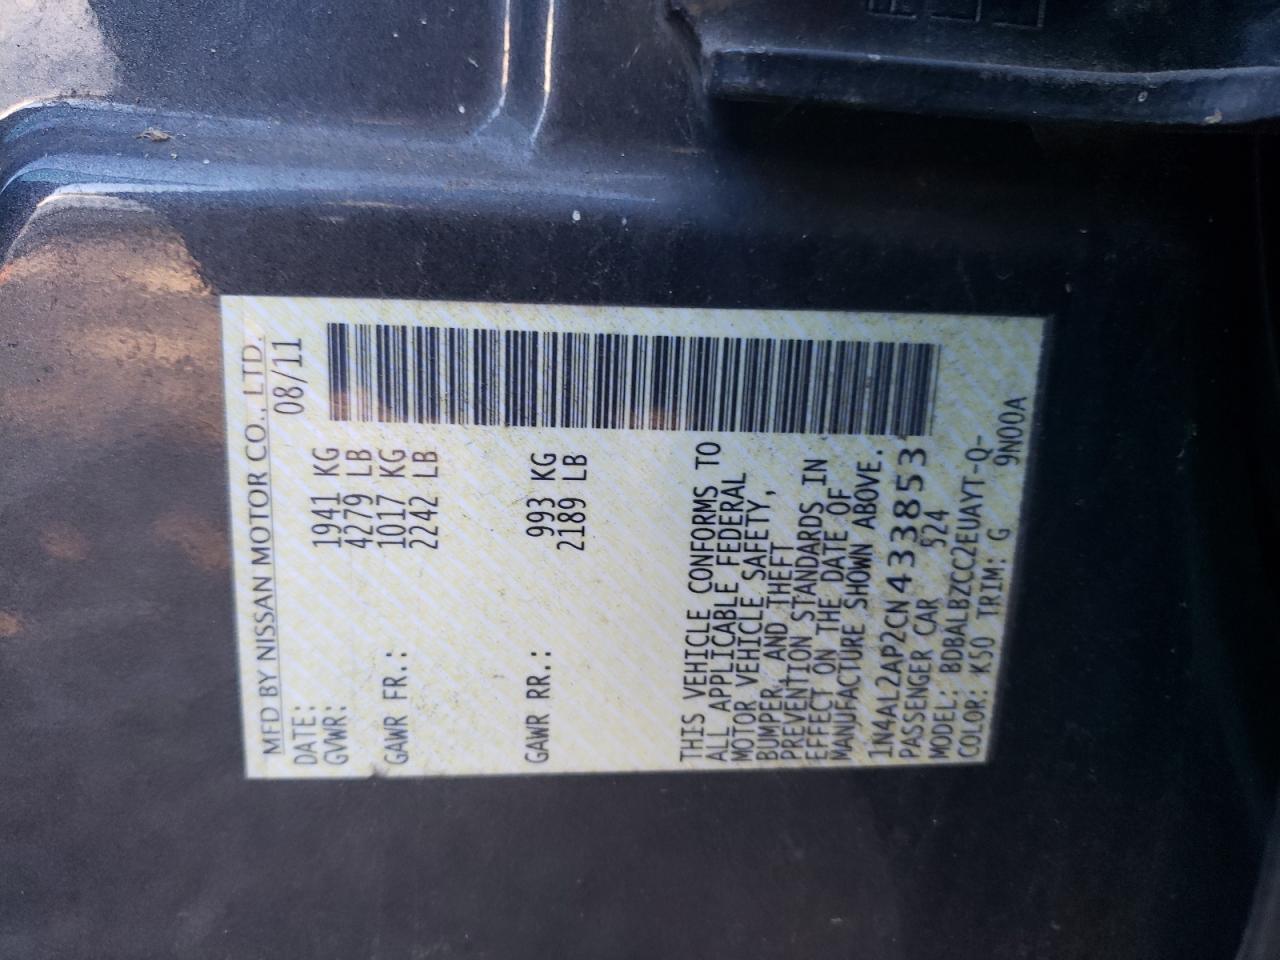 MFD BY NISSAN MOTOR CO., LTD.
DATE: 08/11
GVWR: 1941 KG
4279 LB
GAWR FR.: 1017 KG
2242 LB
GAWR RR.: 993 KG
2189 LB
THIS VEHICLE CONFORMS TO
ALL APPLICABLE FEDERAL
MOTOR VEHICLE SAFETY,
BUMPER, AND THEFT
PREVENTION STANDARDS IN
EFFECT ON THE DATE OF
MANUFACTURE SHOWN ABOVE.
1N4AL2AP2CN433853
PASSENGER CAR 524
MODEL: BDBALBZCC2EUAYT-Q-
COLOR: K50 TRIM: G 9N00A